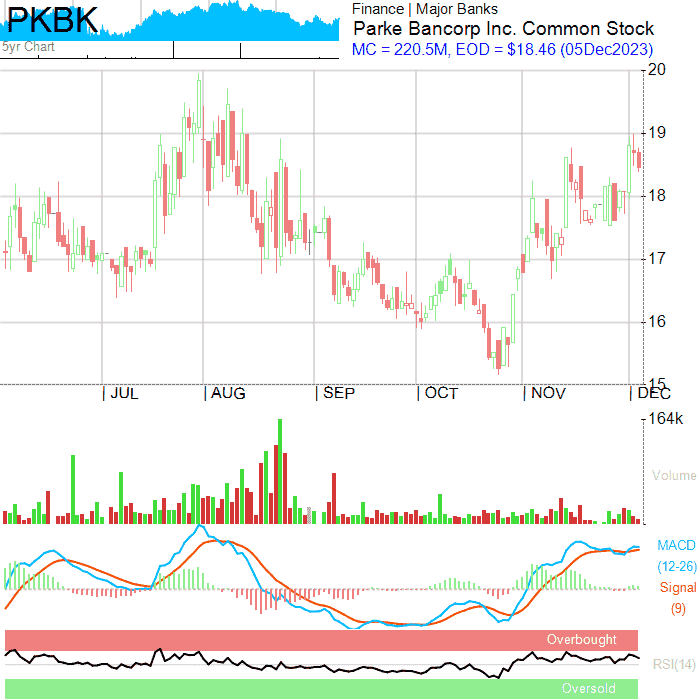 PKBK
5yr Chart
Finance | Major Banks
Parke Bancorp Inc. Common Stock
MC = 220.5M, EOD = $18.46 (05Dec2023)
20
19
18
17
16
15
| JUL | AUG | SEP | OCT | NOV | DEC
164k
Volume
MACD
(12-26)
Signal
(9)
Overbought
RSI(14)
Oversold